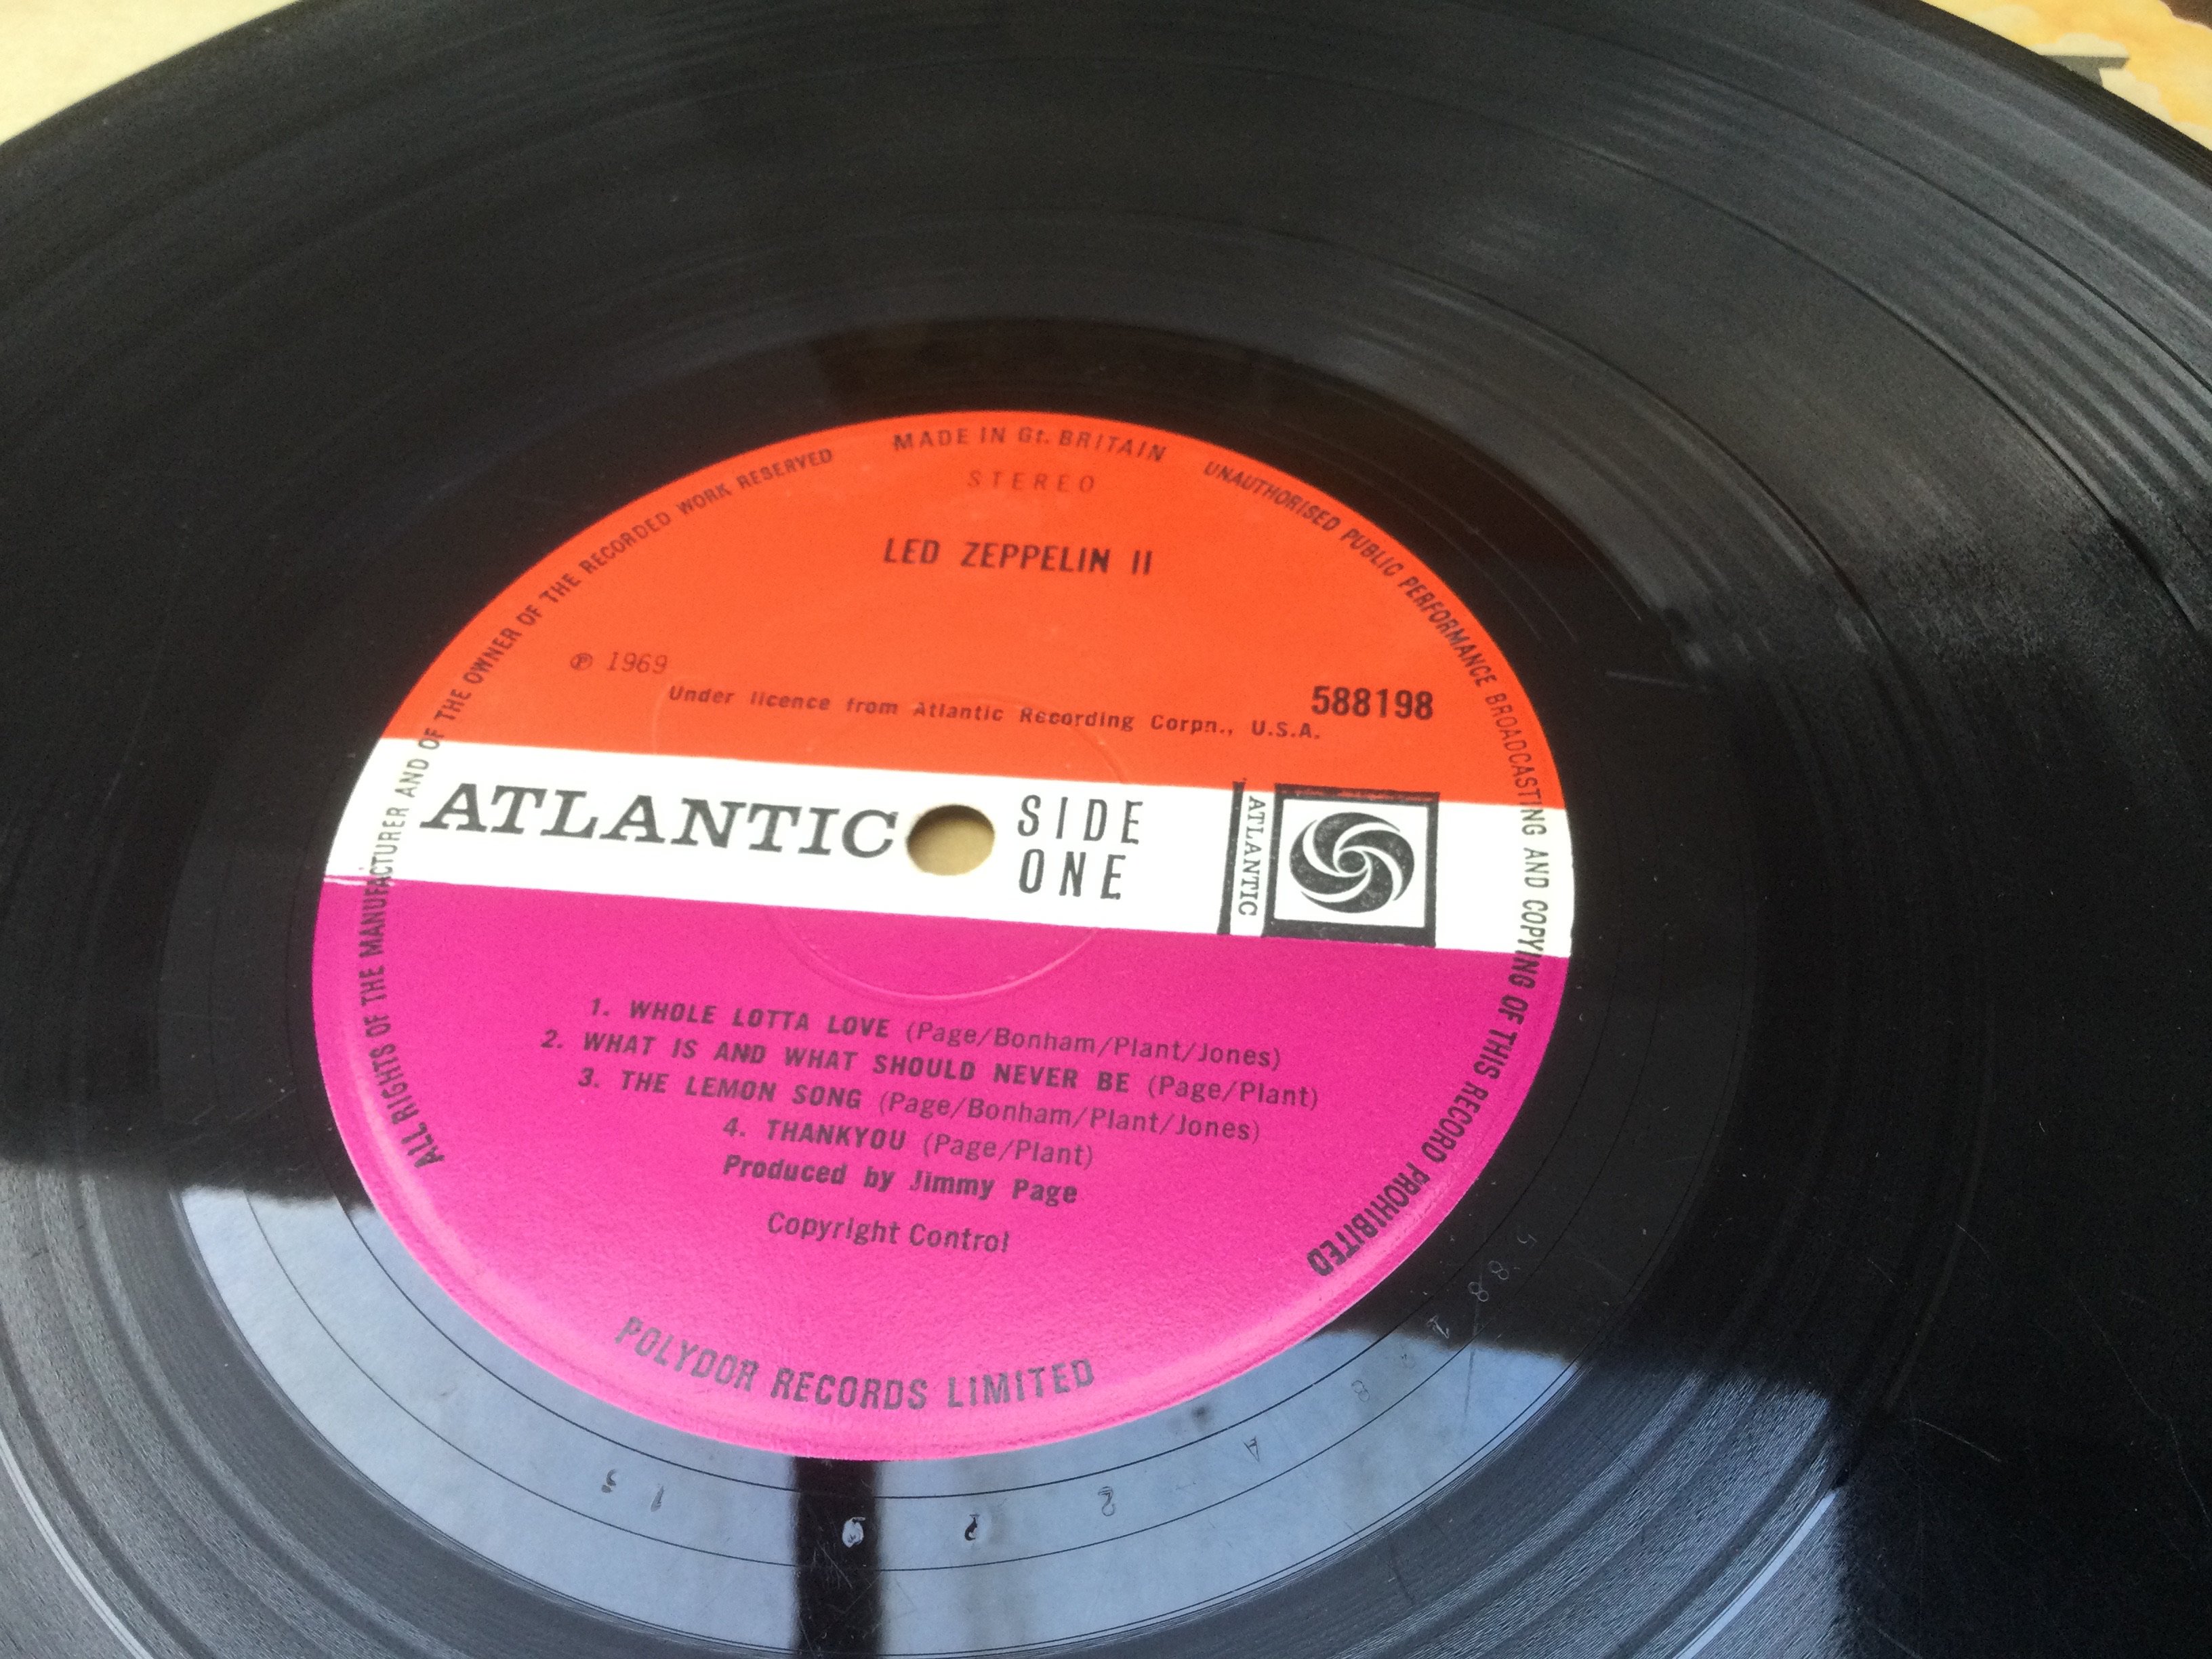 MADE IN Gt. BRITAIN
ALL RIGHTS OF THE MANUFACTURER AND OF THE OWNER OF THE RECORDED WORK RESERVED
UNAUTHORISED PUBLIC PERFORMANCE BROADCASTING AND COPYING OF THIS RECORD PROHIBITED
STEREO
LED ZEPPELIN II
℗ 1969
588198
Under licence from Atlantic Recording Corpn., U.S.A.
ATLANTIC
SIDE
ONE
ATLANTIC
1. WHOLE LOTTA LOVE (Page/Bonham/Plant/Jones)
2. WHAT IS AND WHAT SHOULD NEVER BE (Page/Plant)
3. THE LEMON SONG (Page/Bonham/Plant/Jones)
4. THANKYOU (Page/Plant)
Produced by Jimmy Page
Copyright Control
POLYDOR RECORDS LIMITED